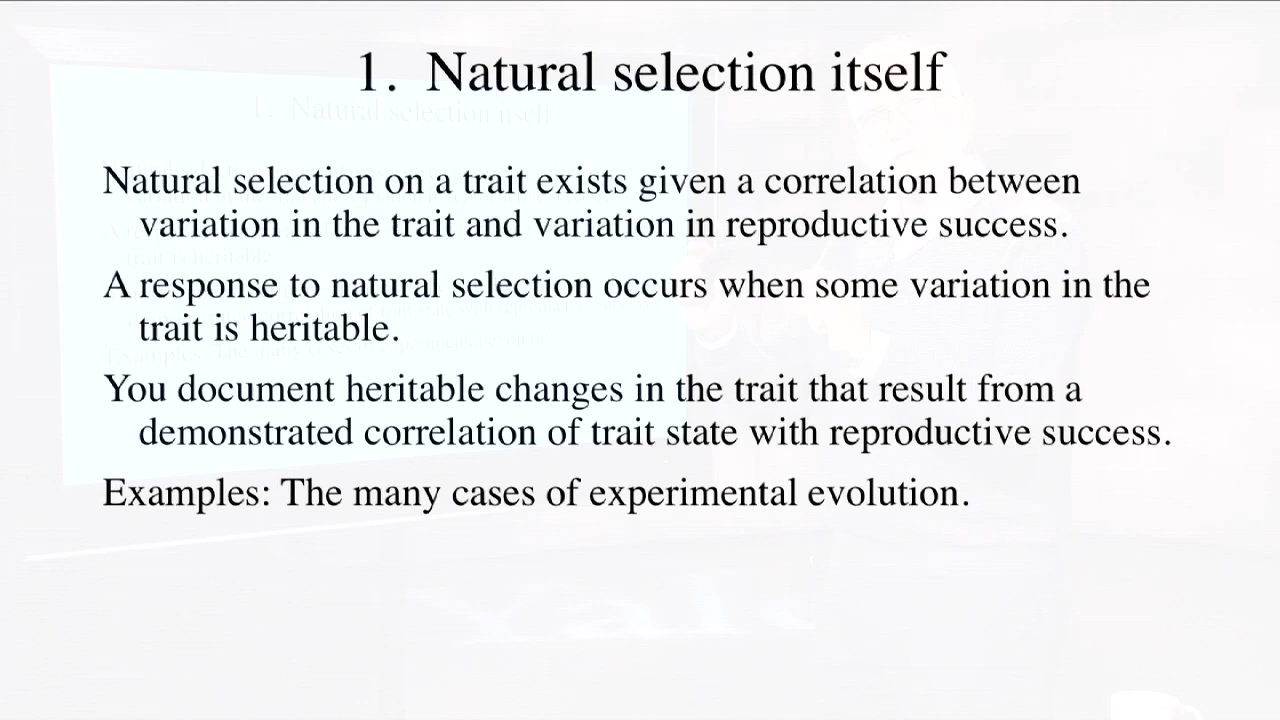 1. Natural selection itself
Natural selection on a trait exists given a correlation between
variation in the trait and variation in reproductive success.
A response to natural selection occurs when some variation in the
trait is heritable.
You document heritable changes in the trait that result from a
demonstrated correlation of trait state with reproductive success.
Examples: The many cases of experimental evolution.